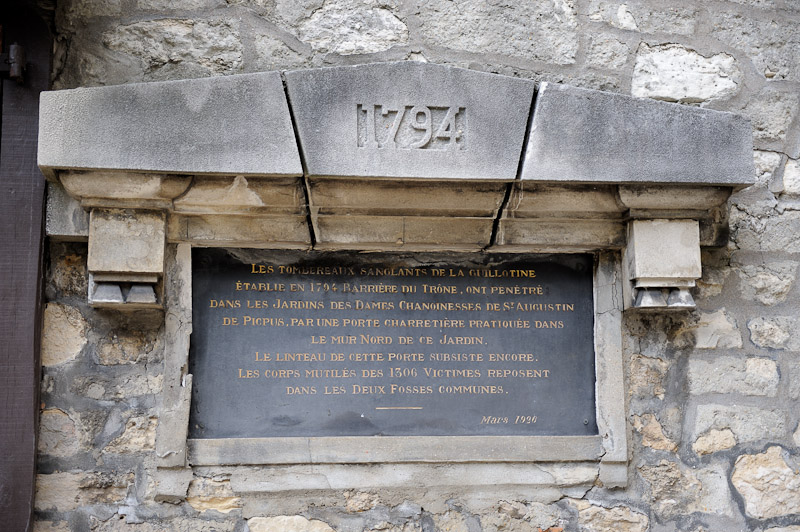 1794
LES TOMBEREAUX SANGLANTS DE LA GUILLOTINE
ÉTABLIE EN 1794 BARRIÈRE DU TRÔNE, ONT PÉNÉTRÉ
DANS LES JARDINS DES DAMES CHANOINESSES DE ST AUGUSTIN
DE PICPUS, PAR UNE PORTE CHARRETIÈRE PRATIQUÉE DANS
LE MUR NORD DE CE JARDIN.
LE LINTEAU DE CETTE PORTE SUBSISTE ENCORE.
LES CORPS MUTILÉS DES 1306 VICTIMES REPOSENT
DANS LES DEUX FOSSES COMMUNES.
Mars